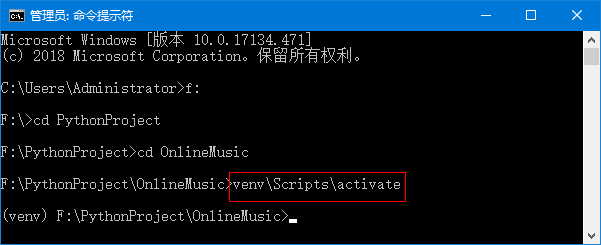 管理员: 命令提示符
Microsoft Windows [版本 10.0.17134.471]
(c) 2018 Microsoft Corporation。保留所有权利。
C:\Users\Administrator>f:
F:\>cd PythonProject
F:\PythonProject>cd OnlineMusic
F:\PythonProject\OnlineMusic>venv\Scripts\activate
(venv) F:\PythonProject\OnlineMusic>